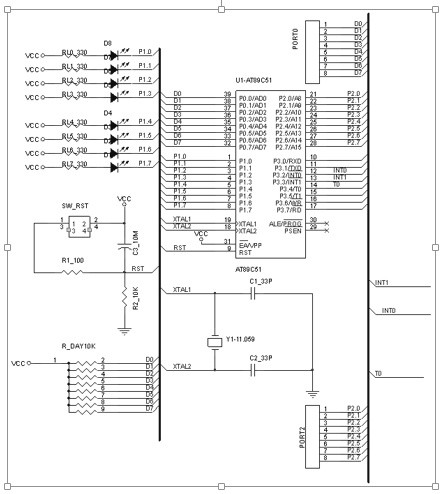 D8
VCC RL0_330 P1.0
RL1_330 P1.1
RL2_330 P1.2
VCC RL3_330 P1.3
D4
VCC RL4_330 P1.4
VCC RL5_330 P1.5
VCC RL6_330 P1.6
VCC RL7_330 P1.7
PORT0
1 D0
2 D1
3 D2
4 D3
5 D4
6 D5
7 D6
8 D7
U1-AT89C51
D0 39 P0.0/AD0 P2.0/A8 21 P2.0
D1 38 P0.1/AD1 P2.1/A9 22 P2.1
D2 37 P0.2/AD2 P2.2/A10 23 P2.2
D3 36 P0.3/AD3 P2.3/A11 24 P2.3
D4 35 P0.4/AD4 P2.4/A12 25 P2.4
D5 34 P0.5/AD5 P2.5/A13 26 P2.5
D6 33 P0.6/AD6 P2.6/A14 27 P2.6
D7 32 P0.7/AD7 P2.7/A15 28 P2.7
P1.0 1 P1.0 P3.0/RXD 10
P1.1 2 P1.1 P3.1/TXD 11
P1.2 3 P1.2 P3.2/INT0 12 INT0
P1.3 4 P1.3 P3.3/INT1 13 INT1
P1.4 5 P1.4 P3.4/T0 14 T0
P1.5 6 P1.5 P3.5/T1 15
P1.6 7 P1.6 P3.6/WR 16
P1.7 8 P1.7 P3.7/RD 17
XTAL1 19 XTAL1 ALE/PROG 30
XTAL2 18 XTAL2 PSEN 29
VCC
31 EA/VPP
RST 9 RST
AT89C51
SW_RST
VCC
1 2
3 4
C3_10M
R1_100 RST
R2_10K
XTAL1 C1_33P
Y1-11.059
XTAL2 C2_33P
INT1
INT0
T0
R_DAY10K
VCC 1 2 D0
3 D1
4 D2
5 D3
6 D4
7 D5
8 D6
9 D7
PORT2
1 P2.0
2 P2.1
3 P2.2
4 P2.3
5 P2.4
6 P2.5
7 P2.6
8 P2.7